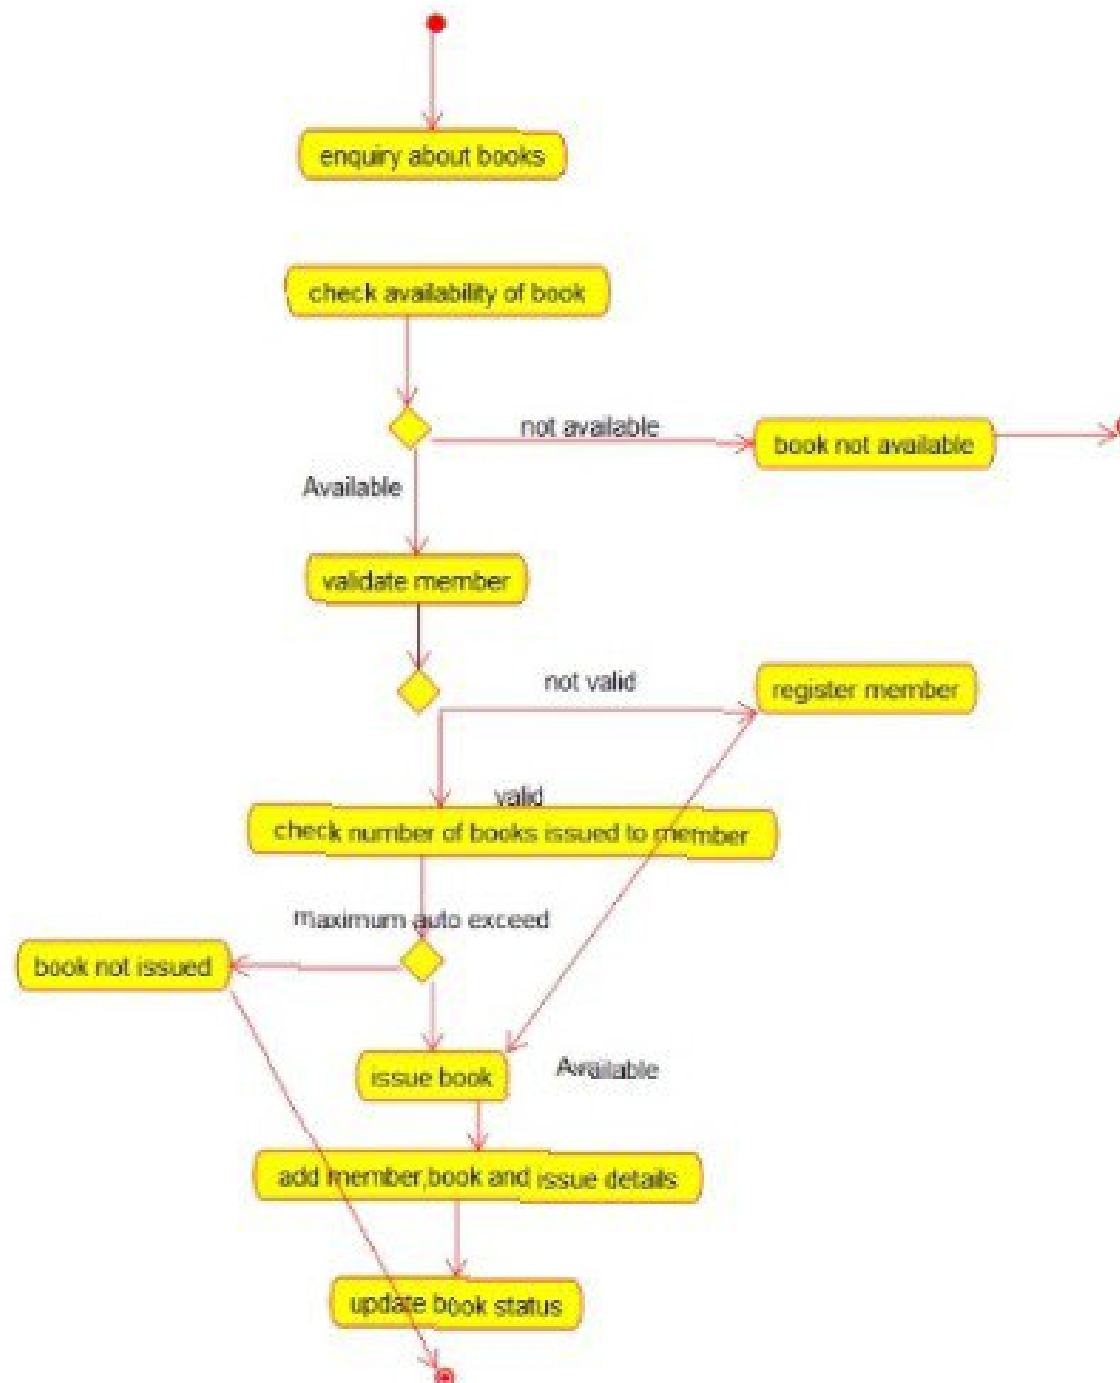 enquiry about books
check availability of book
not available
book not available
Available
validate member
not valid
register member
valid
check number of books issued to member
maximum auto exceed
book not issued
issue book
Available
add member,book and issue details
update book status